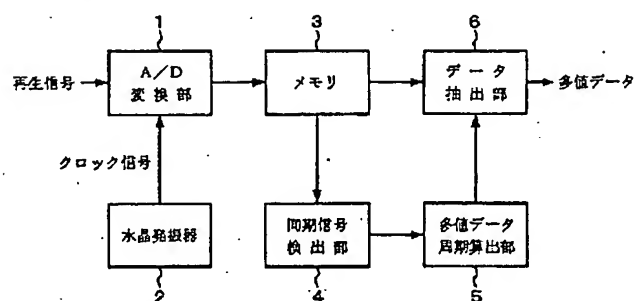 1
3
6
再生信号
A/D
変換部
メモリ
データ
抽出部
多値データ
クロック信号
水晶発振器
同期信号
検出部
多値データ
周期算出部
2
4
5